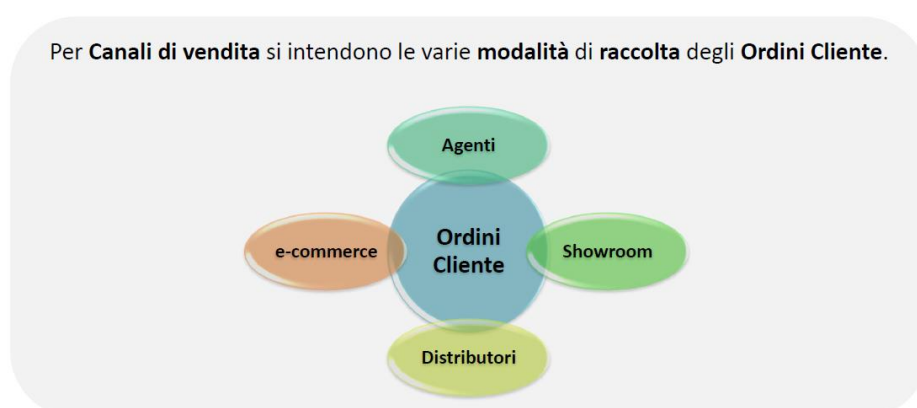 Per Canali di vendita si intendono le varie modalità di raccolta degli Ordini Cliente.
Agenti
e-commerce
Ordini
Cliente
Showroom
Distributori